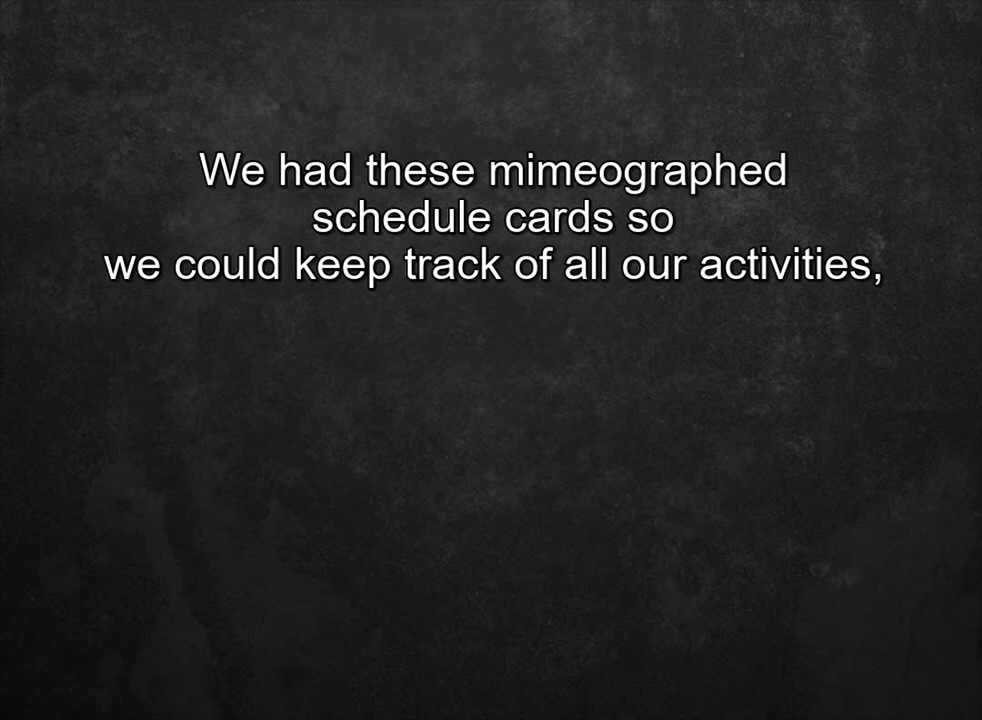 We had these mimeographed
schedule cards so
we could keep track of all our activities,